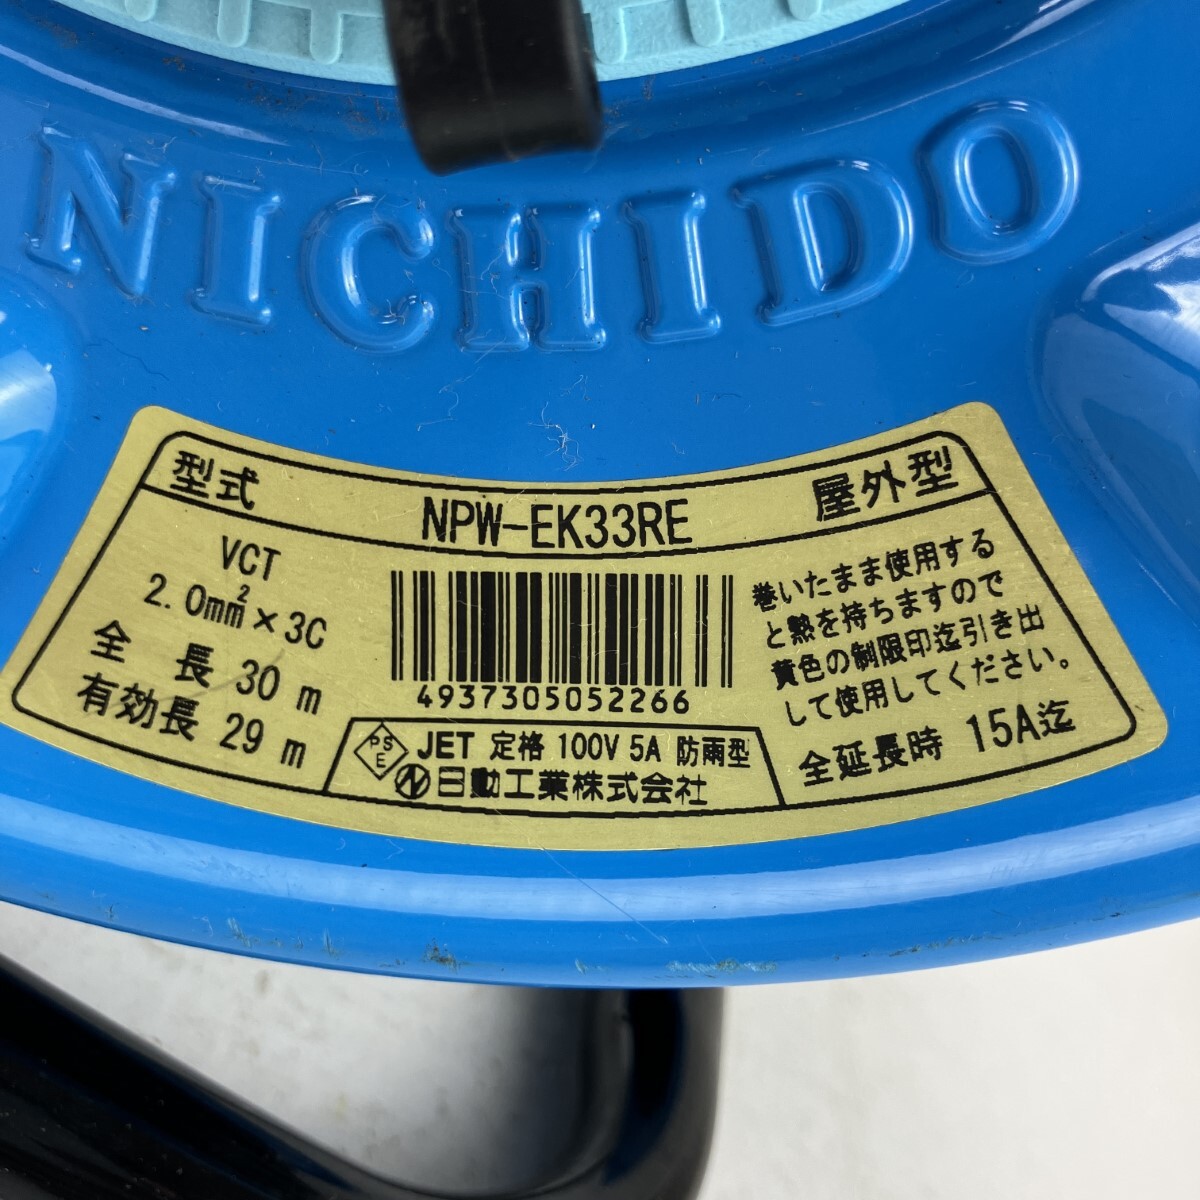 NICHIDO
型式 NPW-EK33RE 屋外型
VCT
2.0mm²×3C
全 長 30 m
有効長 29 m
4937305052266
巻いたまま使用する
と熱を持ちますので
黄色の制限印迄引き出
して使用してください。
全延長時 15A迄
PSE JET 定格 100V 5A 防雨型
日動工業株式会社